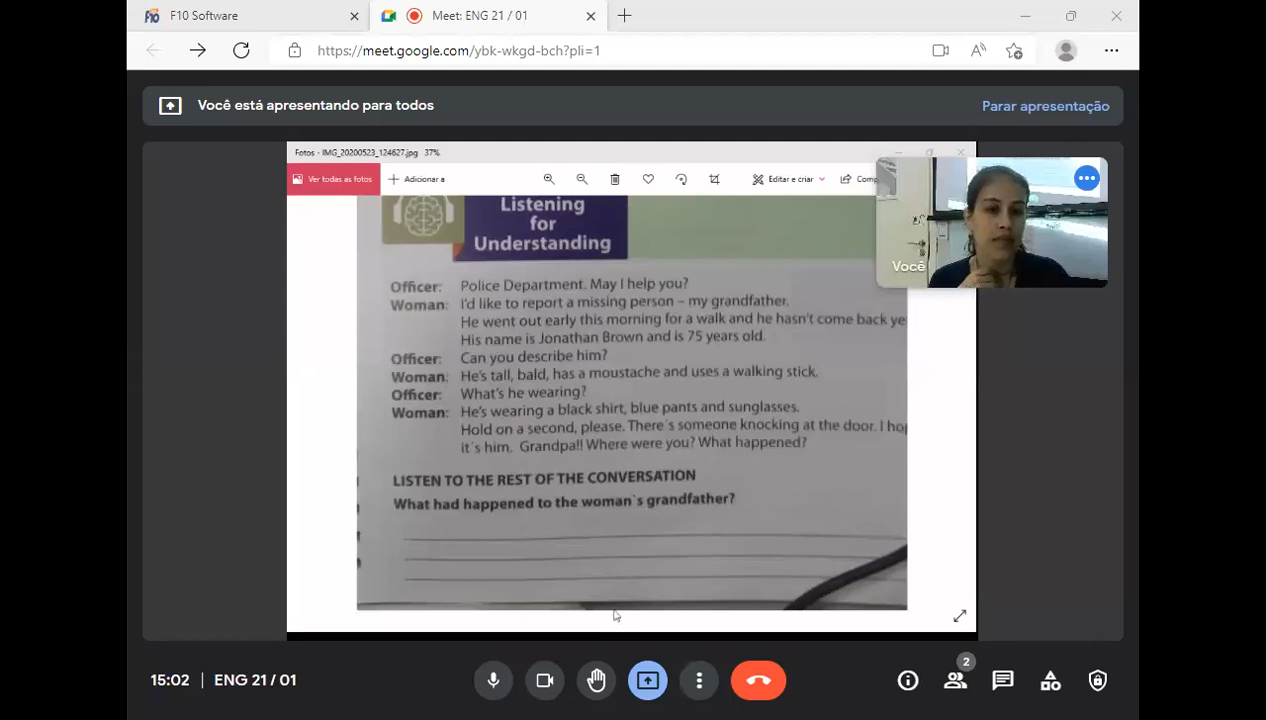 F10 Software
Meet: ENG 21 / 01
https://meet.google.com/ybk-wkgd-bch?pli=1
Você está apresentando para todos
Parar apresentação
Fotos - IMG_20200523_124627.jpg 37%
Ver todas as fotos
Adicionar a
Editar e criar
Comp
Você
Listening
for
Understanding
Officer: Police Department. May I help you?
Woman: I'd like to report a missing person – my grandfather.
He went out early this morning for a walk and he hasn't come back ye
His name is Jonathan Brown and is 75 years old.
Officer: Can you describe him?
Woman: He's tall, bald, has a moustache and uses a walking stick.
Officer: What's he wearing?
Woman: He's wearing a black shirt, blue pants and sunglasses.
Hold on a second, please. There´s someone knocking at the door. I hop
it´s him. Grandpa!! Where were you? What happened?
LISTEN TO THE REST OF THE CONVERSATION
What had happened to the woman`s grandfather?
15:02 | ENG 21 / 01
2